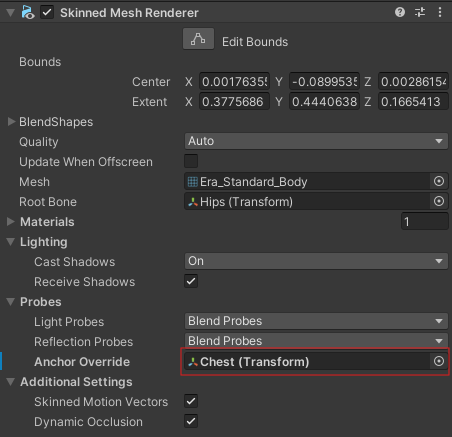 Skinned Mesh Renderer
Edit Bounds
Bounds
Center X 0.00176355 Y -0.0899535 Z 0.00286154
Extent X 0.3775686 Y 0.4440638 Z 0.1665413
BlendShapes
Quality Auto
Update When Offscreen
Mesh Era_Standard_Body
Root Bone Hips (Transform)
Materials 1
Lighting
Cast Shadows On
Receive Shadows
Probes
Light Probes Blend Probes
Reflection Probes Blend Probes
Anchor Override Chest (Transform)
Additional Settings
Skinned Motion Vectors
Dynamic Occlusion